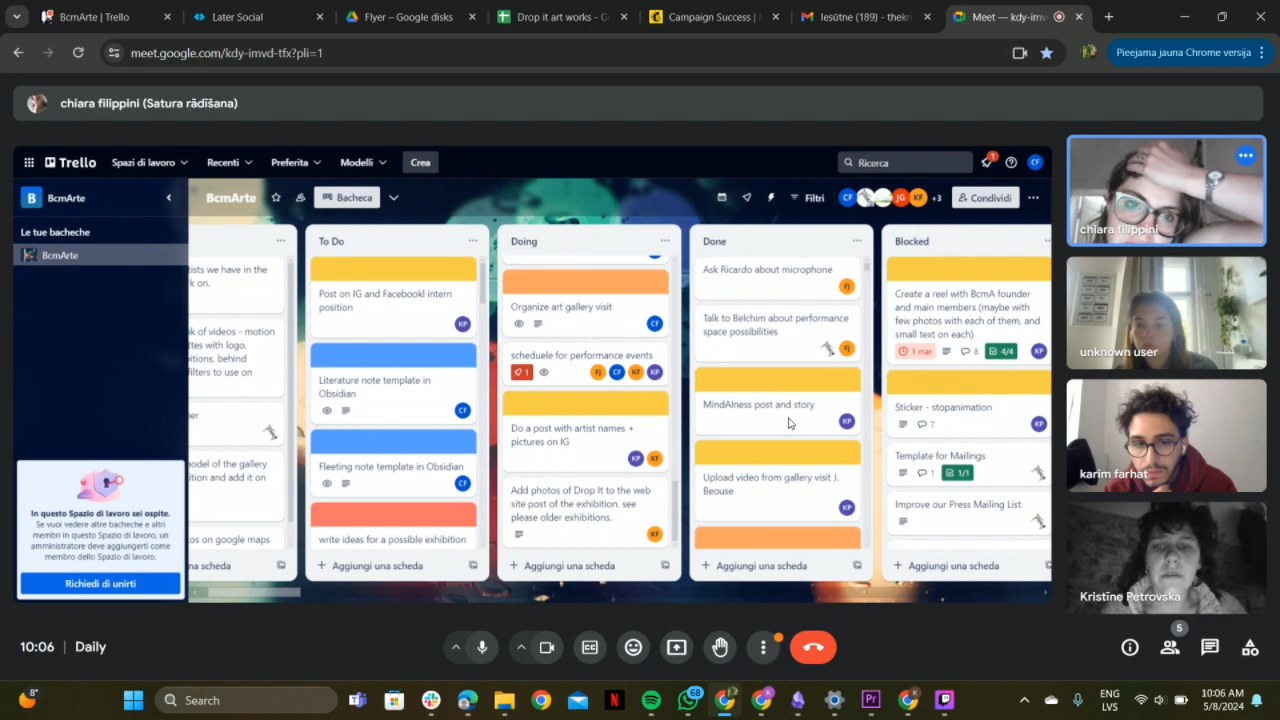 BcmArte | Trello
Later Social
Flyer – Google disks
Drop it art works - G
Campaign Success | M
Iesūtne (189) - thekri
Meet — kdy-imv
meet.google.com/kdy-imvd-tfx?pli=1
Pieejama jauna Chrome versija
chiara filippini (Satura rādīšana)
Trello
Spazi di lavoro
Recenti
Preferita
Modelli
Crea
Ricerca
1
CF
B
BcmArte
BcmArte
Bacheca
Filtri
CF
JG
KF
+3
Condividi
Le tue bacheche
BcmArte
In questo Spazio di lavoro sei ospite.
Se vuoi vedere altre bacheche e altri
membri in questo Spazio di lavoro, un
amministratore deve aggiungerti come
membro dello Spazio di lavoro.
Richiedi di unirti
tists we have in the
k on.
k of videos - motion
ttes with logo,
itions, behind
filters to use on
er
odel of the gallery
ition and add it on
os on google maps
na scheda
To Do
Post on IG and Facebookl intern
position
KP
Literature note template in
Obsidian
CF
Fleeting note template in Obsidian
CF
write ideas for a possible exhibition
Aggiungi una scheda
Doing
Organize art gallery visit
CF
scheduele for performance events
1
FJ
CF
KF
KP
Do a post with artist names +
pictures on IG
KP
KF
Add photos of Drop It to the web
site post of the exhibition. see
please older exhibitions.
KF
Aggiungi una scheda
Done
Ask Ricardo about microphone
FJ
Talk to Belchim about performance
space possibilities
FJ
MindAIness post and story
KP
Upload video from gallery visit J.
Beouse
KP
Aggiungi una scheda
Blocked
Create a reel with BcmA founder
and main members (maybe with
few photos with each of them, and
small text on each)
1 mar
8
4/4
KP
Sticker - stopanimation
7
KP
Template for Mailings
1
1/1
Improve our Press Mailing List
Aggiungi una scheda
chiara filippini
unknown user
karim farhat
Kristīne Petrovska
10:06 | Daily
5
8°
Search
68
ENG
LVS
10:06 AM
5/8/2024